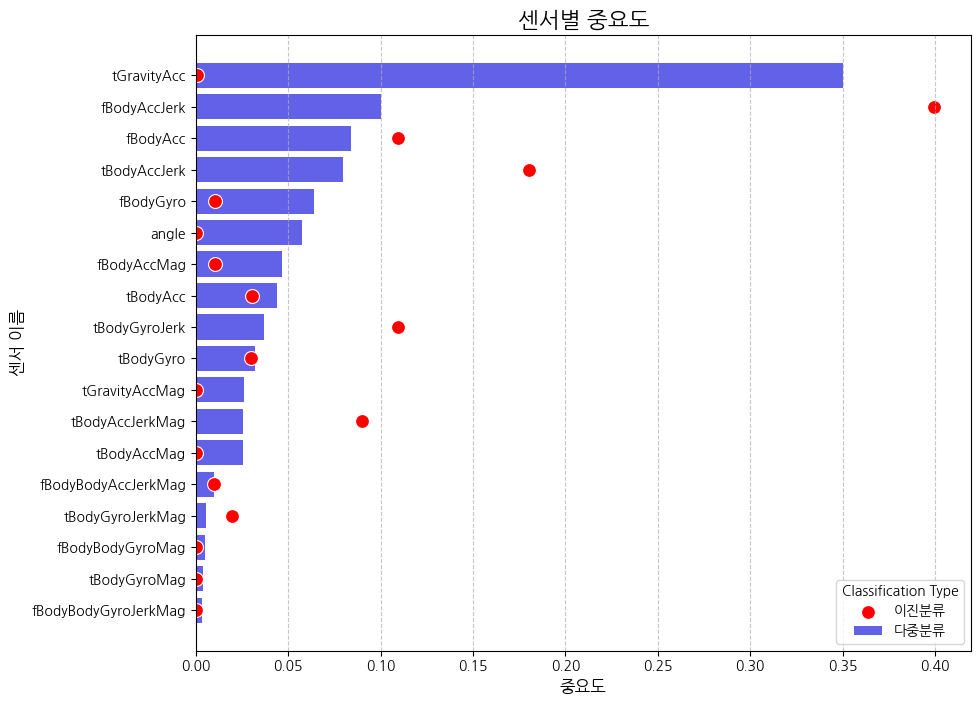 센서별 중요도
센서 이름
tGravityAcc
fBodyAccJerk
fBodyAcc
tBodyAccJerk
fBodyGyro
angle
fBodyAccMag
tBodyAcc
tBodyGyroJerk
tBodyGyro
tGravityAccMag
tBodyAccJerkMag
tBodyAccMag
fBodyBodyAccJerkMag
tBodyGyroJerkMag
fBodyBodyGyroMag
tBodyGyroMag
fBodyBodyGyroJerkMag
Classification Type
이진분류
다중분류
0.00 0.05 0.10 0.15 0.20 0.25 0.30 0.35 0.40
중요도